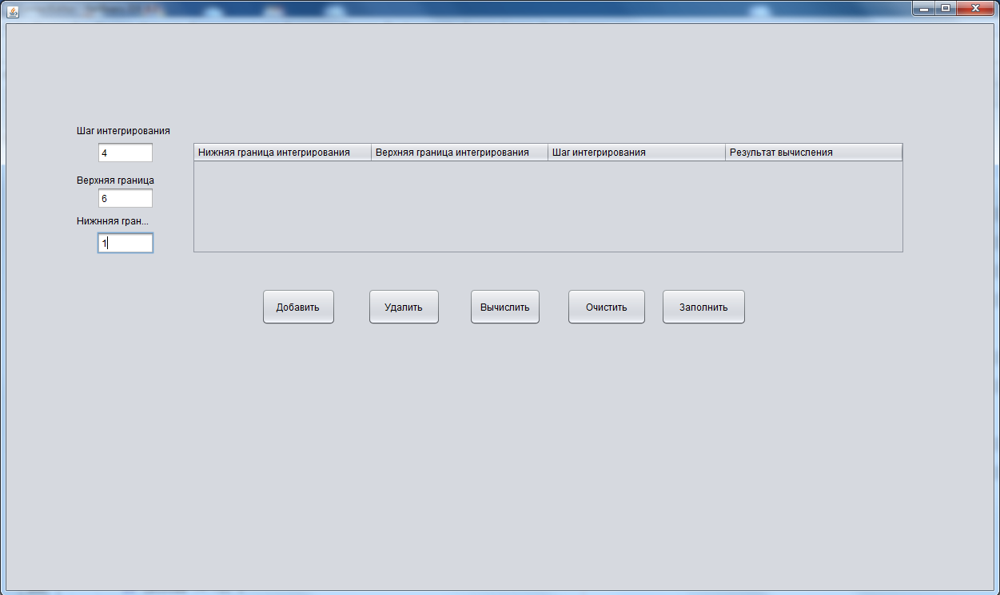 Шаг интегрирования
4
Верхняя граница
6
Нижнняя гран...
1
Нижняя граница интегрирования Верхняя граница интегрирования Шаг интегрирования Результат вычисления
Добавить Удалить Вычислить Очистить Заполнить